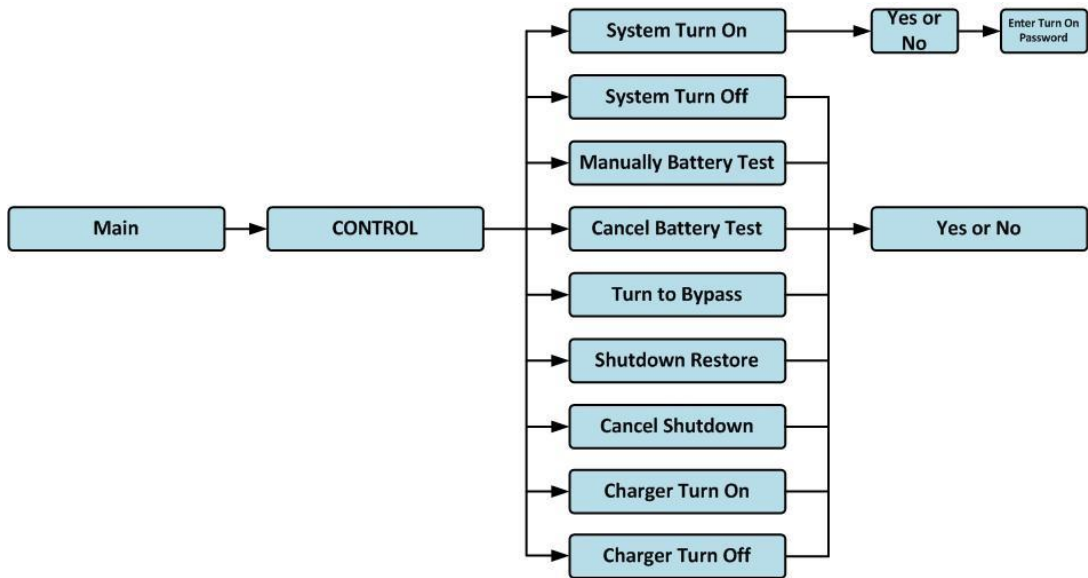 System Turn On
Yes or
No
Enter Turn On
Password
System Turn Off
Manually Battery Test
Main
CONTROL
Cancel Battery Test
Yes or No
Turn to Bypass
Shutdown Restore
Cancel Shutdown
Charger Turn On
Charger Turn Off